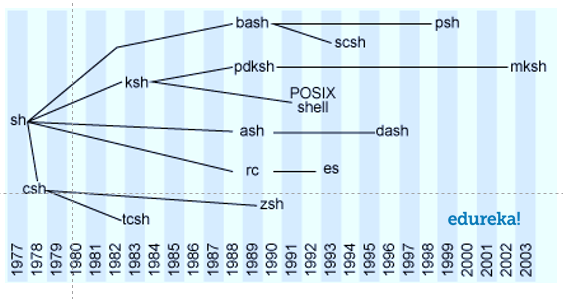 bash psh
scsh
pdksh mksh
ksh
POSIX
shell
sh
ash dash
rc es
csh
zsh
tcsh
edureka!
1977 1978 1979 1980 1981 1982 1983 1984 1985 1986 1987 1988 1989 1990 1991 1992 1993 1994 1995 1996 1997 1998 1999 2000 2001 2002 2003